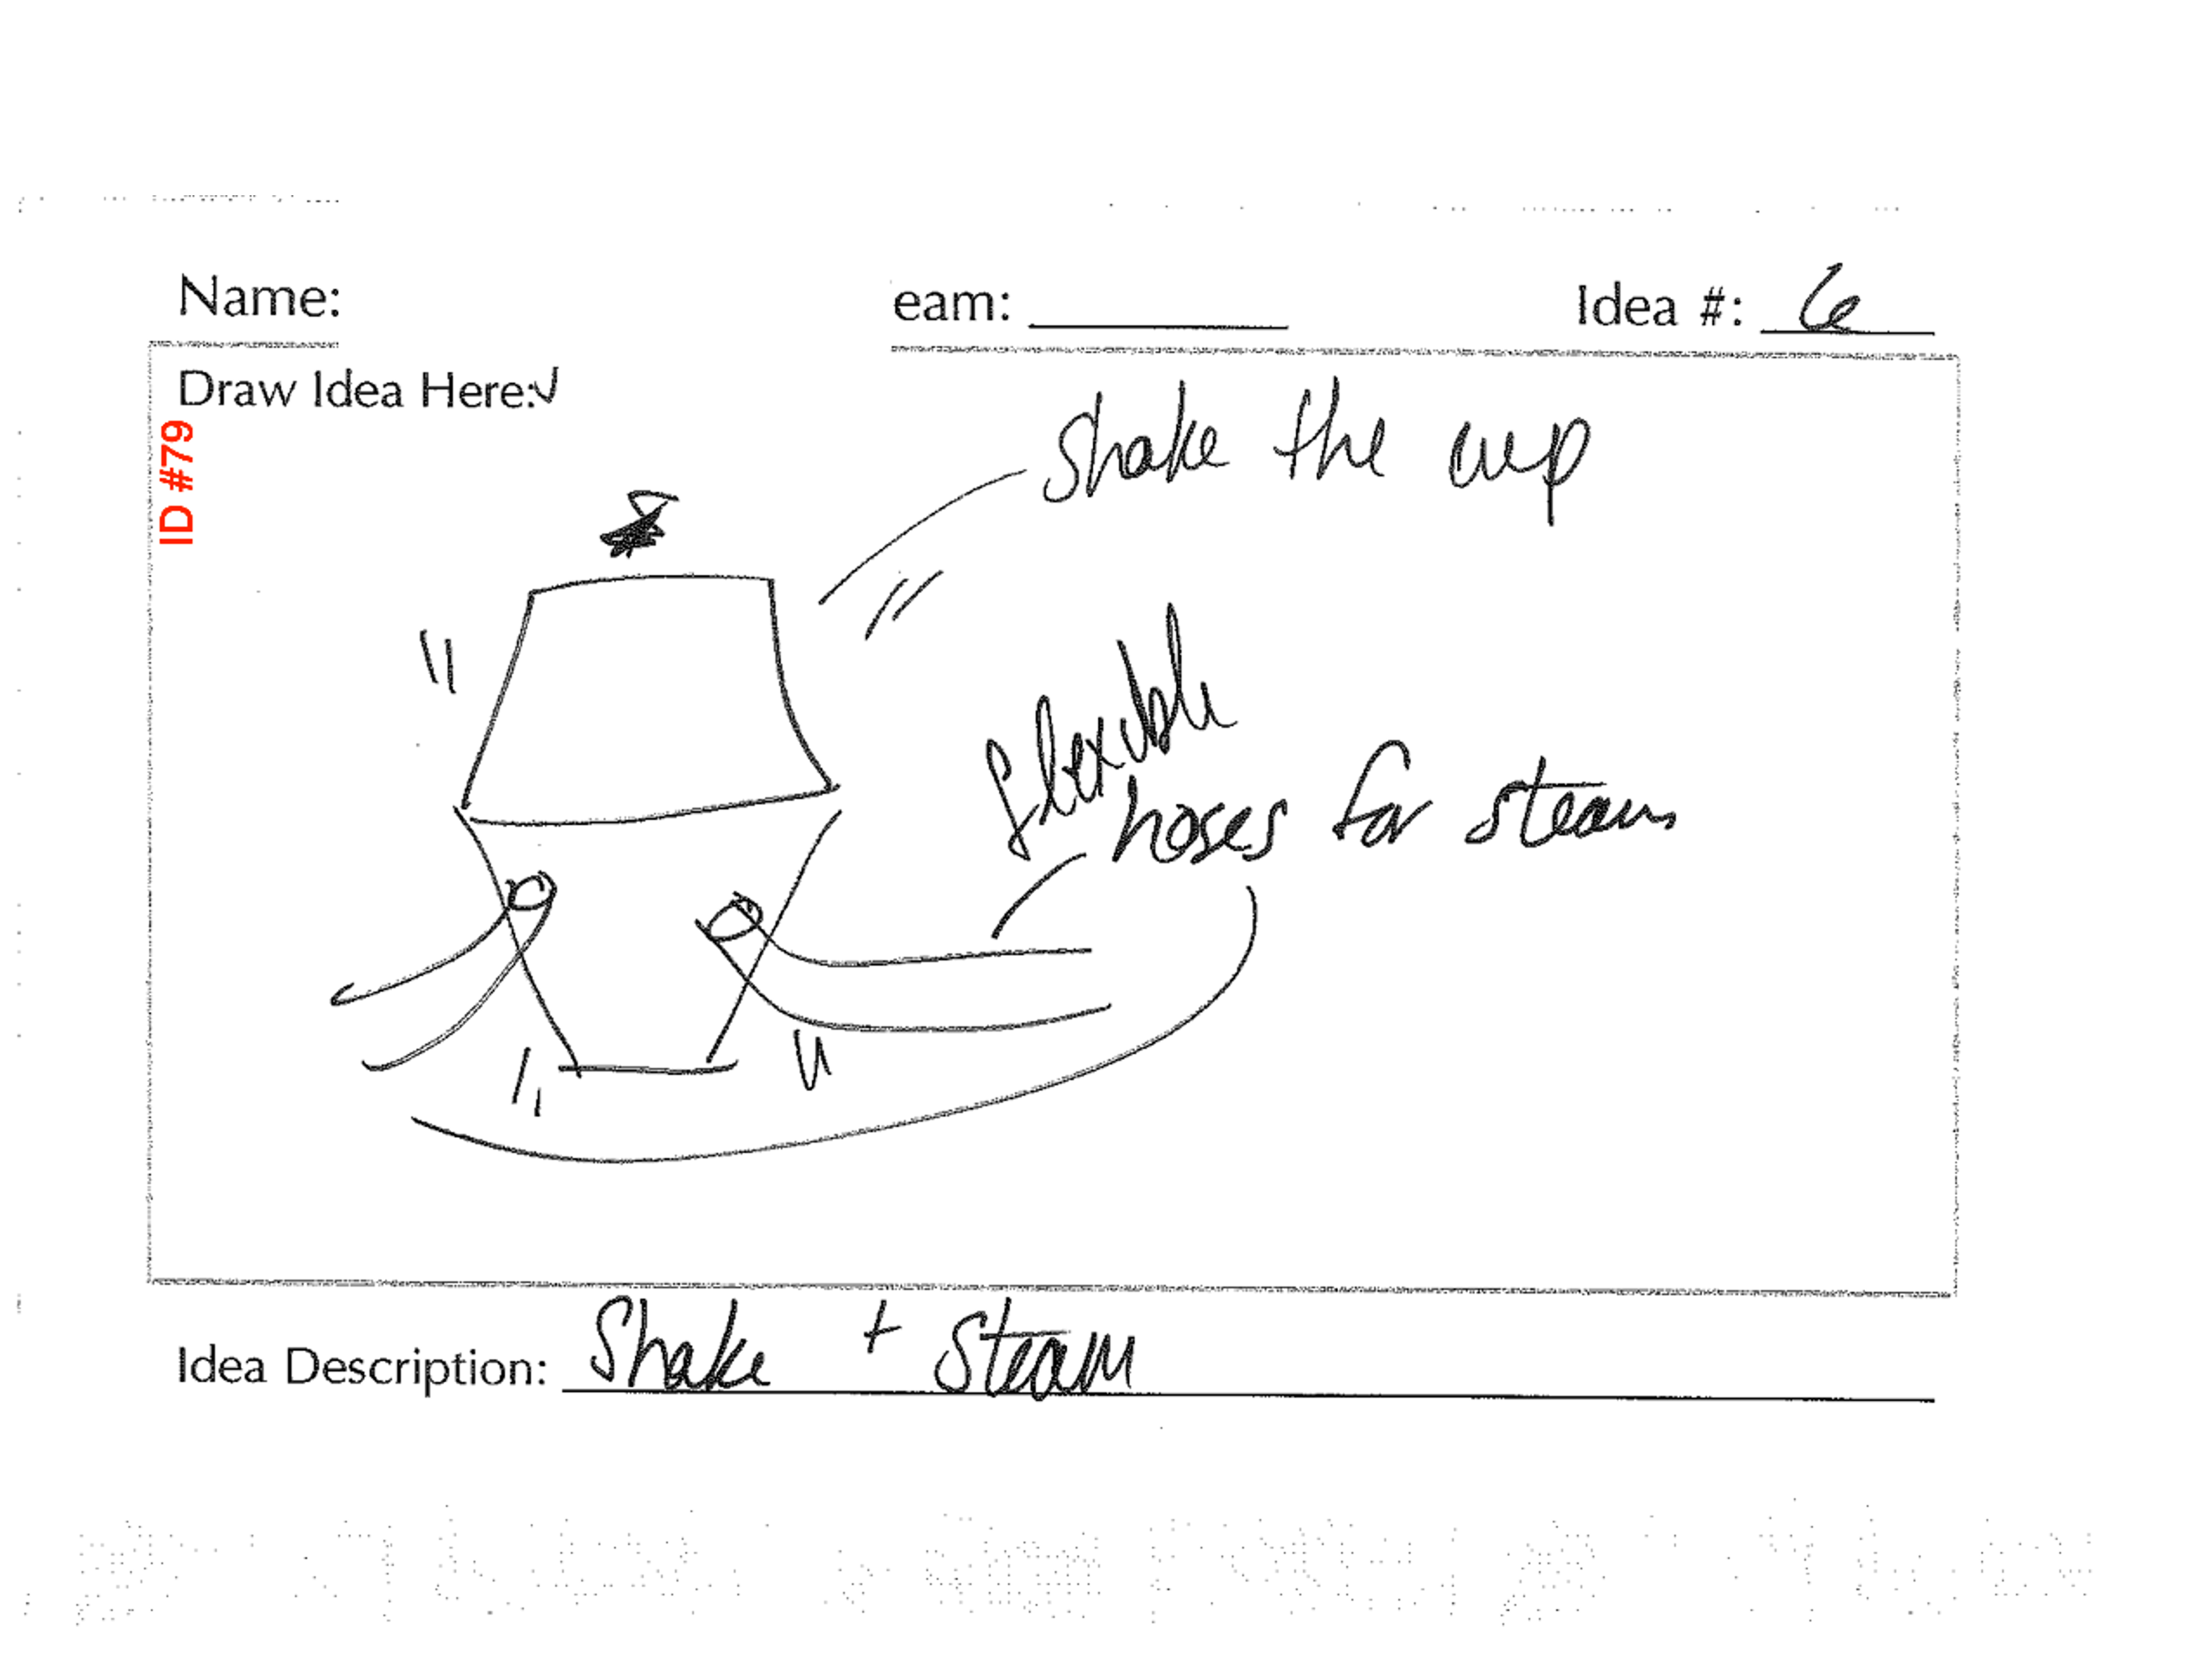 Name: eam: Idea #: 6
Draw Idea Here:
ID #79
Shake the cup
flexible
hoses for steam
Idea Description: Shake + Steam